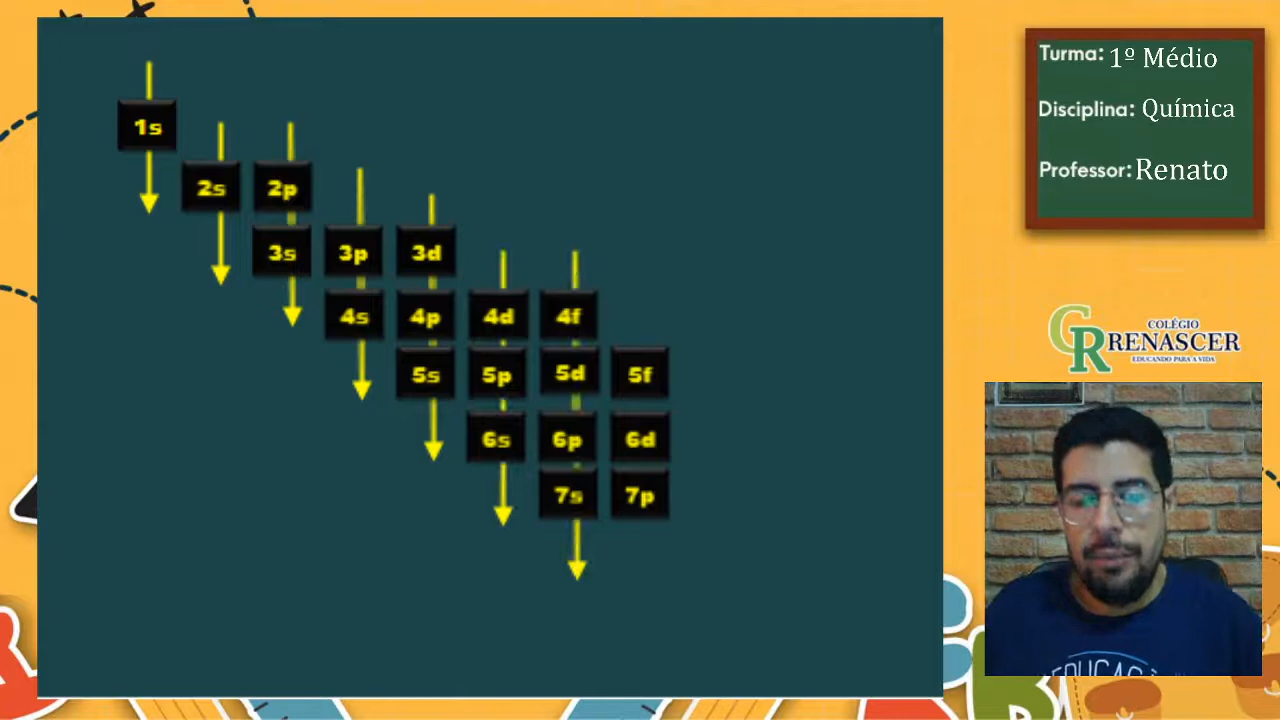 1s
2s 2p
3s 3p 3d
4s 4p 4d 4f
5s 5p 5d 5f
6s 6p 6d
7s 7p
Turma: 1º Médio
Disciplina: Química
Professor: Renato
CR
COLÉGIO
RENASCER
EDUCANDO PARA A VIDA